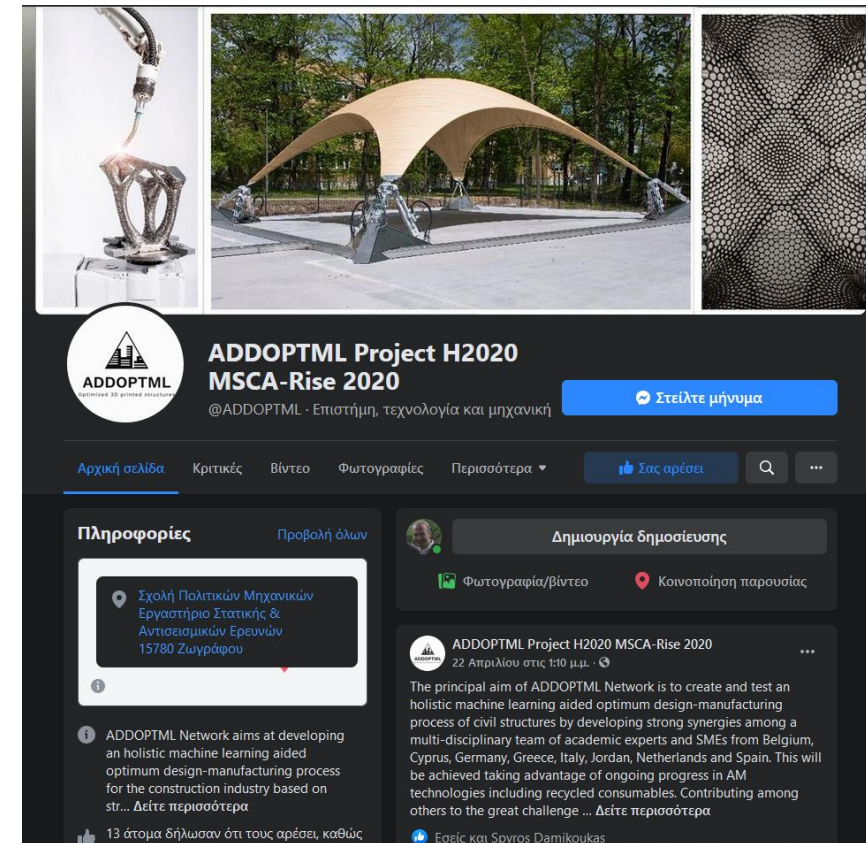 ADDOPTML
Optimized 3D printed structures
ADDOPTML Project H2020
MSCA-Rise 2020
@ADDOPTML · Επιστήμη, τεχνολογία και μηχανική
Στείλτε μήνυμα
Αρχική σελίδα Κριτικές Βίντεο Φωτογραφίες Περισσότερα
Σας αρέσει
Πληροφορίες Προβολή όλων
Σχολή Πολιτικών Μηχανικών
Εργαστήριο Στατικής &
Αντισεισμικών Ερευνών
15780 Ζωγράφου
ADDOPTML Network aims at developing
an holistic machine learning aided
optimum design-manufacturing process
for the construction industry based on
str... Δείτε περισσότερα
13 άτομα δήλωσαν ότι τους αρέσει, καθώς
Δημιουργία δημοσίευσης
Φωτογραφία/βίντεο Κοινοποίηση παρουσίας
ADDOPTML
ADDOPTML Project H2020 MSCA-Rise 2020
22 Απριλίου στις 1:10 μ.μ. ·
The principal aim of ADDOPTML Network is to create and test an
holistic machine learning aided optimum design-manufacturing
process of civil structures by developing strong synergies among a
multi-disciplinary team of academic experts and SMEs from Belgium,
Cyprus, Germany, Greece, Italy, Jordan, Netherlands and Spain. This will
be achieved taking advantage of ongoing progress in AM
technologies including recycled consumables. Contributing among
others to the great challenge ... Δείτε περισσότερα
Εσείς και Spyros Damikoukas